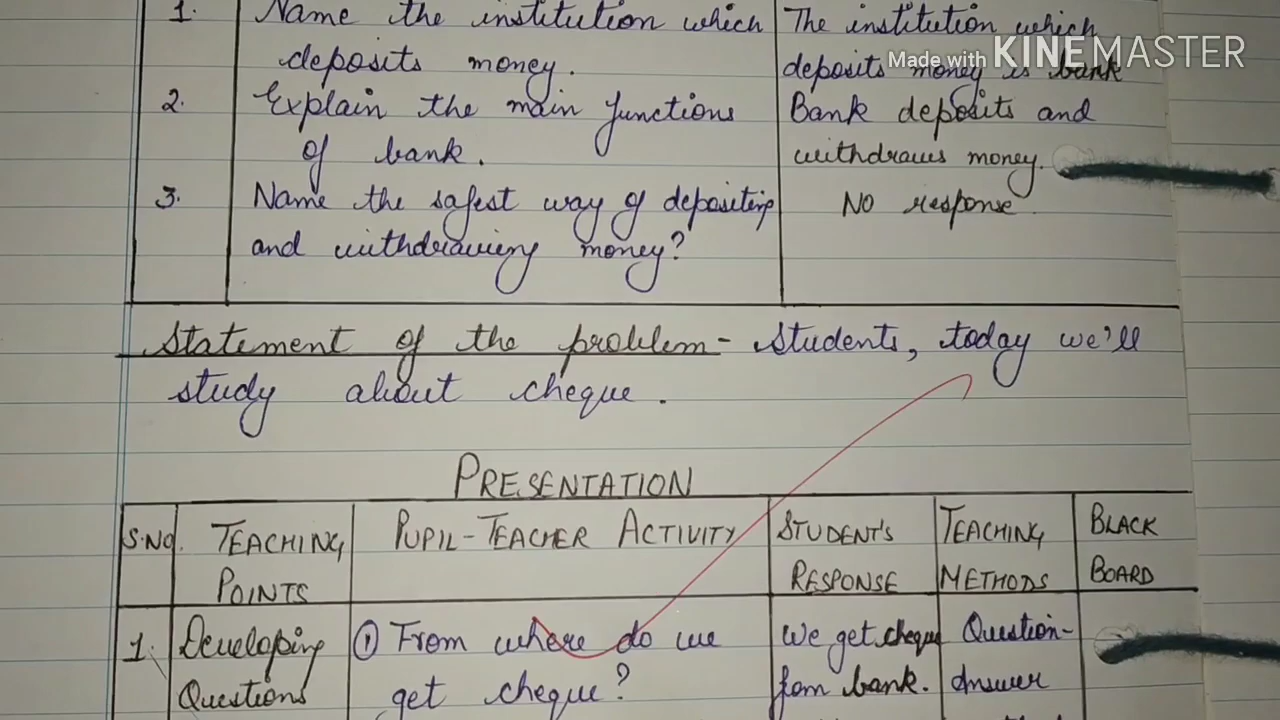 1. Name the institution which The institution which
deposits money. deposits money is bank
Made with KINEMASTER
2. Explain the main functions Bank deposits and
of bank. withdraws money.
3. Name the safest way of depositing No response.
and withdrawing money?
Statement of the problem - Students, today we'll
study about cheque.
PRESENTATION
S.NO. TEACHING PUPIL-TEACHER ACTIVITY STUDENT'S TEACHING BLACK
POINTS RESPONSE METHODS BOARD
1. Developing ① From where do we We get cheque Question-
Questions get cheque? fom bank. Answer